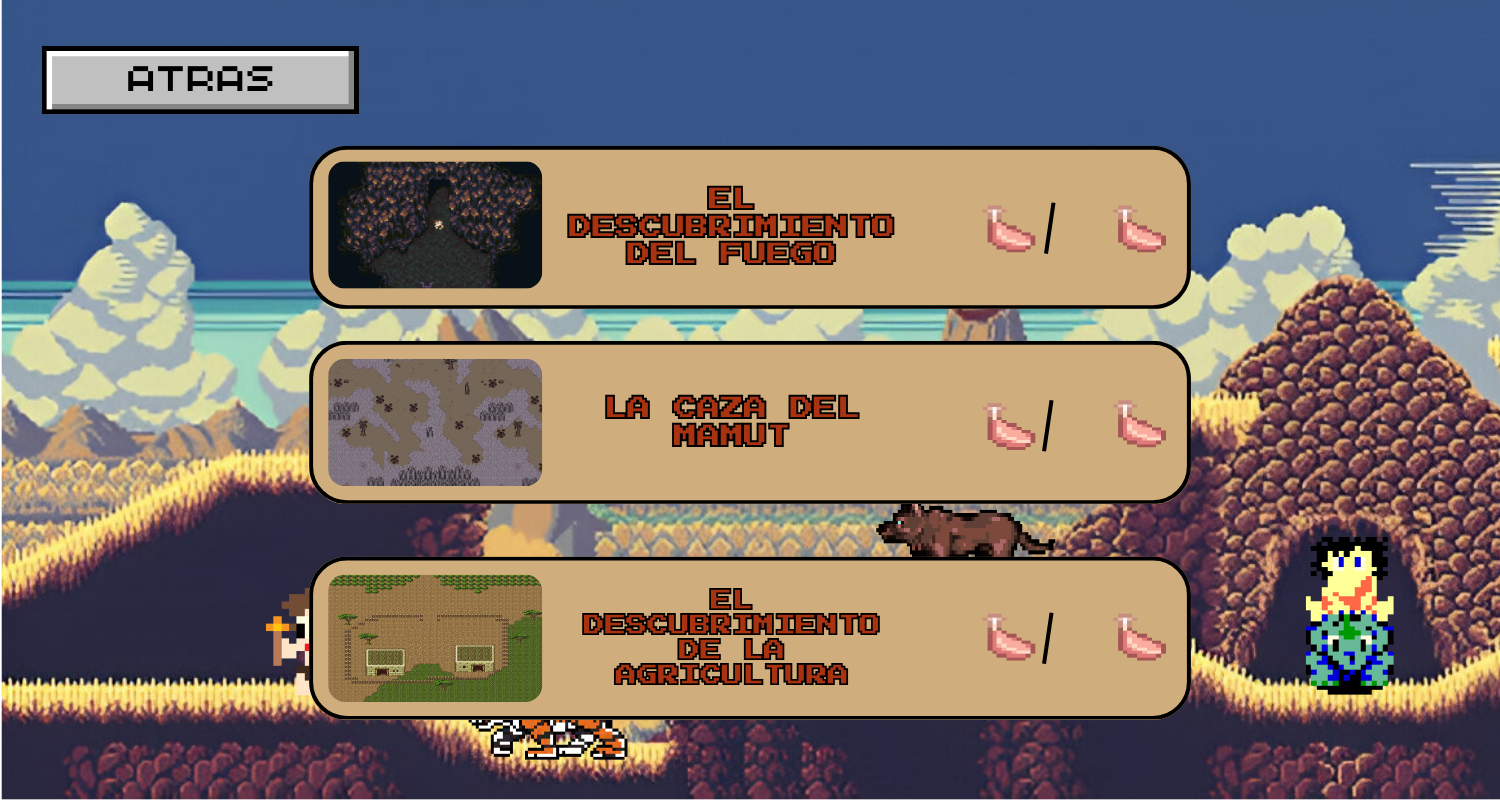 ATRAS
EL
DESCUBRIMIENTO
DEL FUEGO
/
LA CAZA DEL
MAMUT
/
EL
DESCUBRIMIENTO
DE LA
AGRICULTURA
/